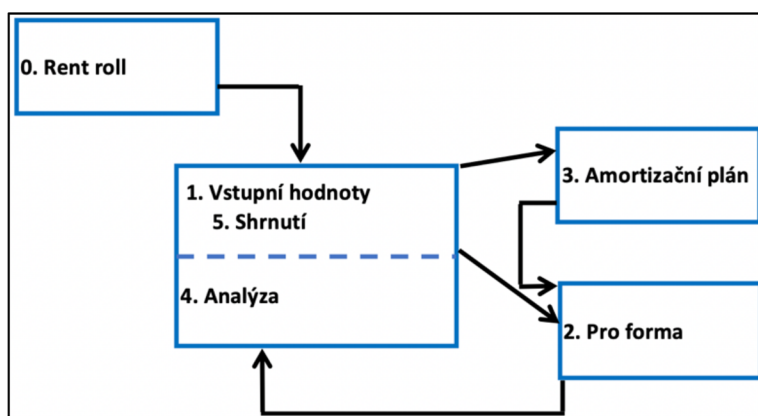 0. Rent roll
1. Vstupní hodnoty
5. Shrnutí
4. Analýza
3. Amortizační plán
2. Pro forma